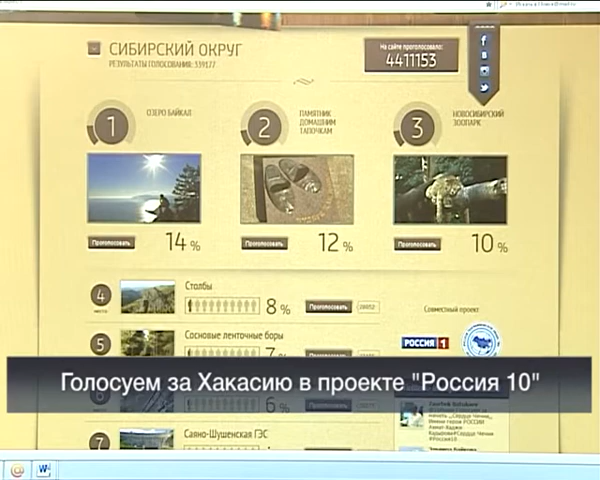 СИБИРСКИЙ ОКРУГ
РЕЗУЛЬТАТЫ ГОЛОСОВАНИЯ: 339177
На сайте проголосовало:
4411153
1
ОЗЕРО БАЙКАЛ
2
ПАМЯТНИК
ДОМАШНИМ
ТАПОЧКАМ
3
НОВОСИБИРСКИЙ
ЗООПАРК
Проголосовать
14 %
Проголосовать
12 %
Проголосовать
10 %
4
место
Столбы
8 %
Проголосовать
Совместный проект
5
Сосновые ленточные боры
7 %
РОССИЯ 1
Голосуем за Хакасию в проекте "Россия 10"
6 %
7
Саяно-Шушенская ГЭС
#Россия10